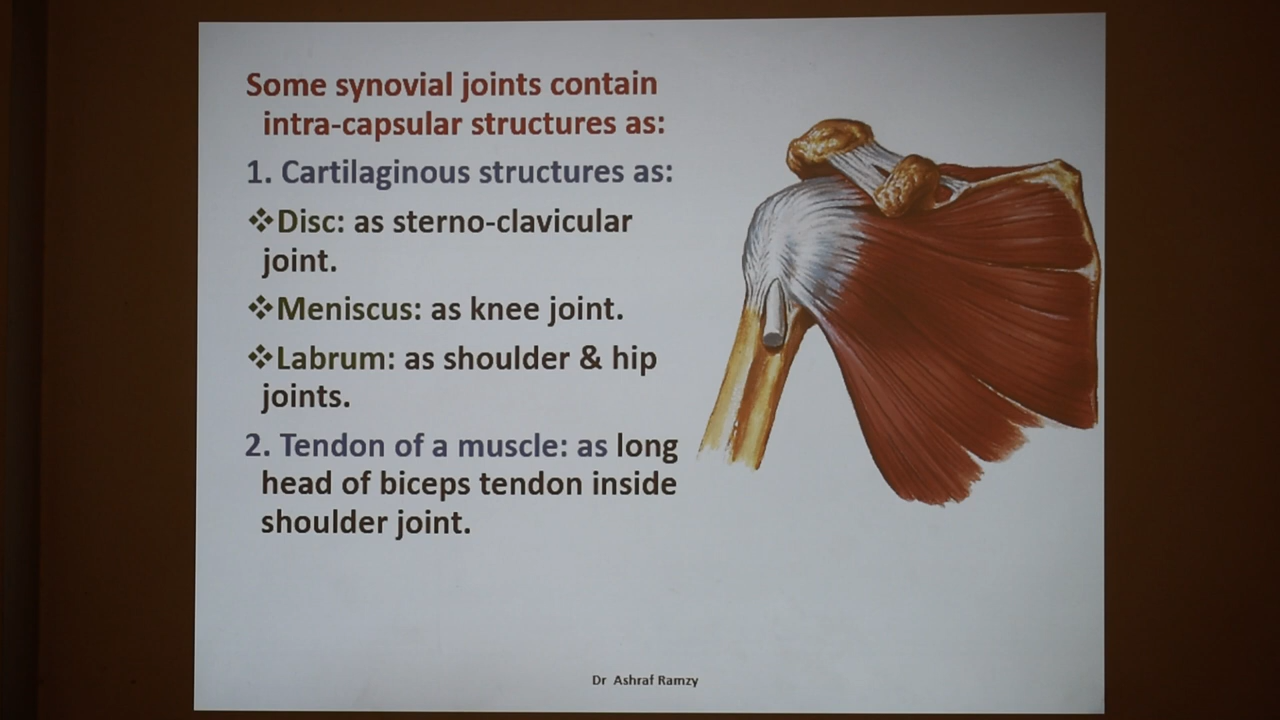 Some synovial joints contain
intra-capsular structures as:
1. Cartilaginous structures as:
❖Disc: as sterno-clavicular
joint.
❖Meniscus: as knee joint.
❖Labrum: as shoulder & hip
joints.
2. Tendon of a muscle: as long
head of biceps tendon inside
shoulder joint.
Dr Ashraf Ramzy